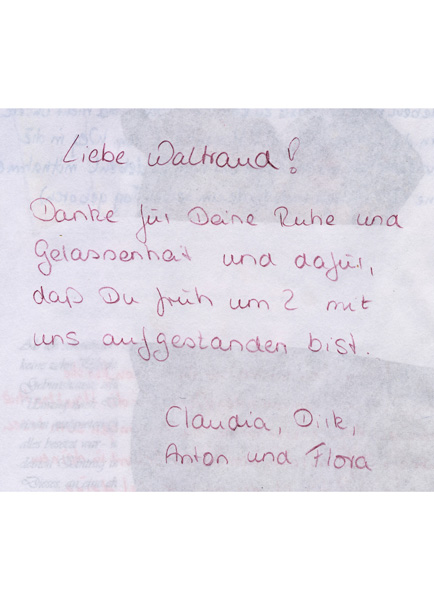 Liebe Waltraud!
Danke für Deine Ruhe und
Gelassenheit und dafür,
daß Du früh um 2 mit
uns aufgestanden bist.
Claudia, Dirk,
Anton und Flora